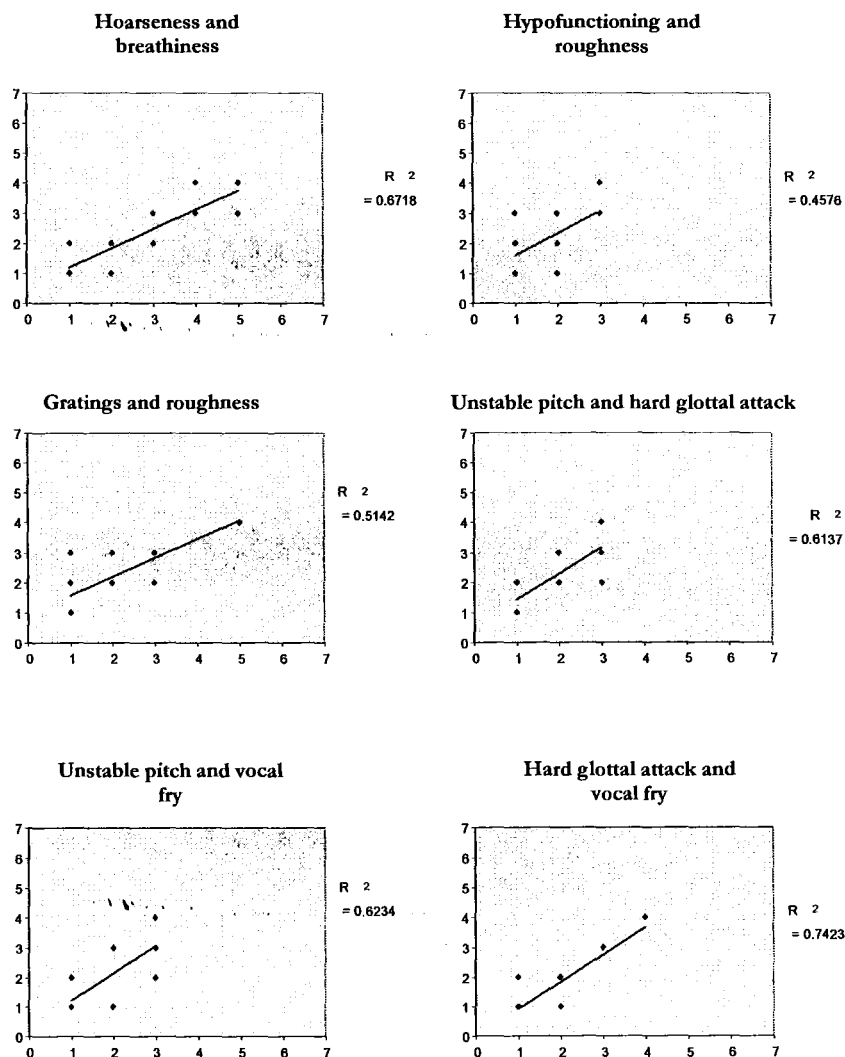 Hoarseness and
breathiness
7
6
5
4
3
2
1
0
0 1 2 3 4 5 6 7
R 2
= 0.6718
Hypofunctioning and
roughness
7
6
5
4
3
2
1
0
0 1 2 3 4 5 6 7
R 2
= 0.4576
Gratings and roughness
7
6
5
4
3
2
1
0
0 1 2 3 4 5 6 7
R 2
= 0.5142
Unstable pitch and hard glottal attack
7
6
5
4
3
2
1
0
0 1 2 3 4 5 6 7
R 2
= 0.6137
Unstable pitch and vocal
fry
7
6
5
4
3
2
1
0
0 1 2 3 4 5 6 7
R 2
= 0.6234
Hard glottal attack and
vocal fry
7
6
5
4
3
2
1
0
0 1 2 3 4 5 6 7
R 2
= 0.7423